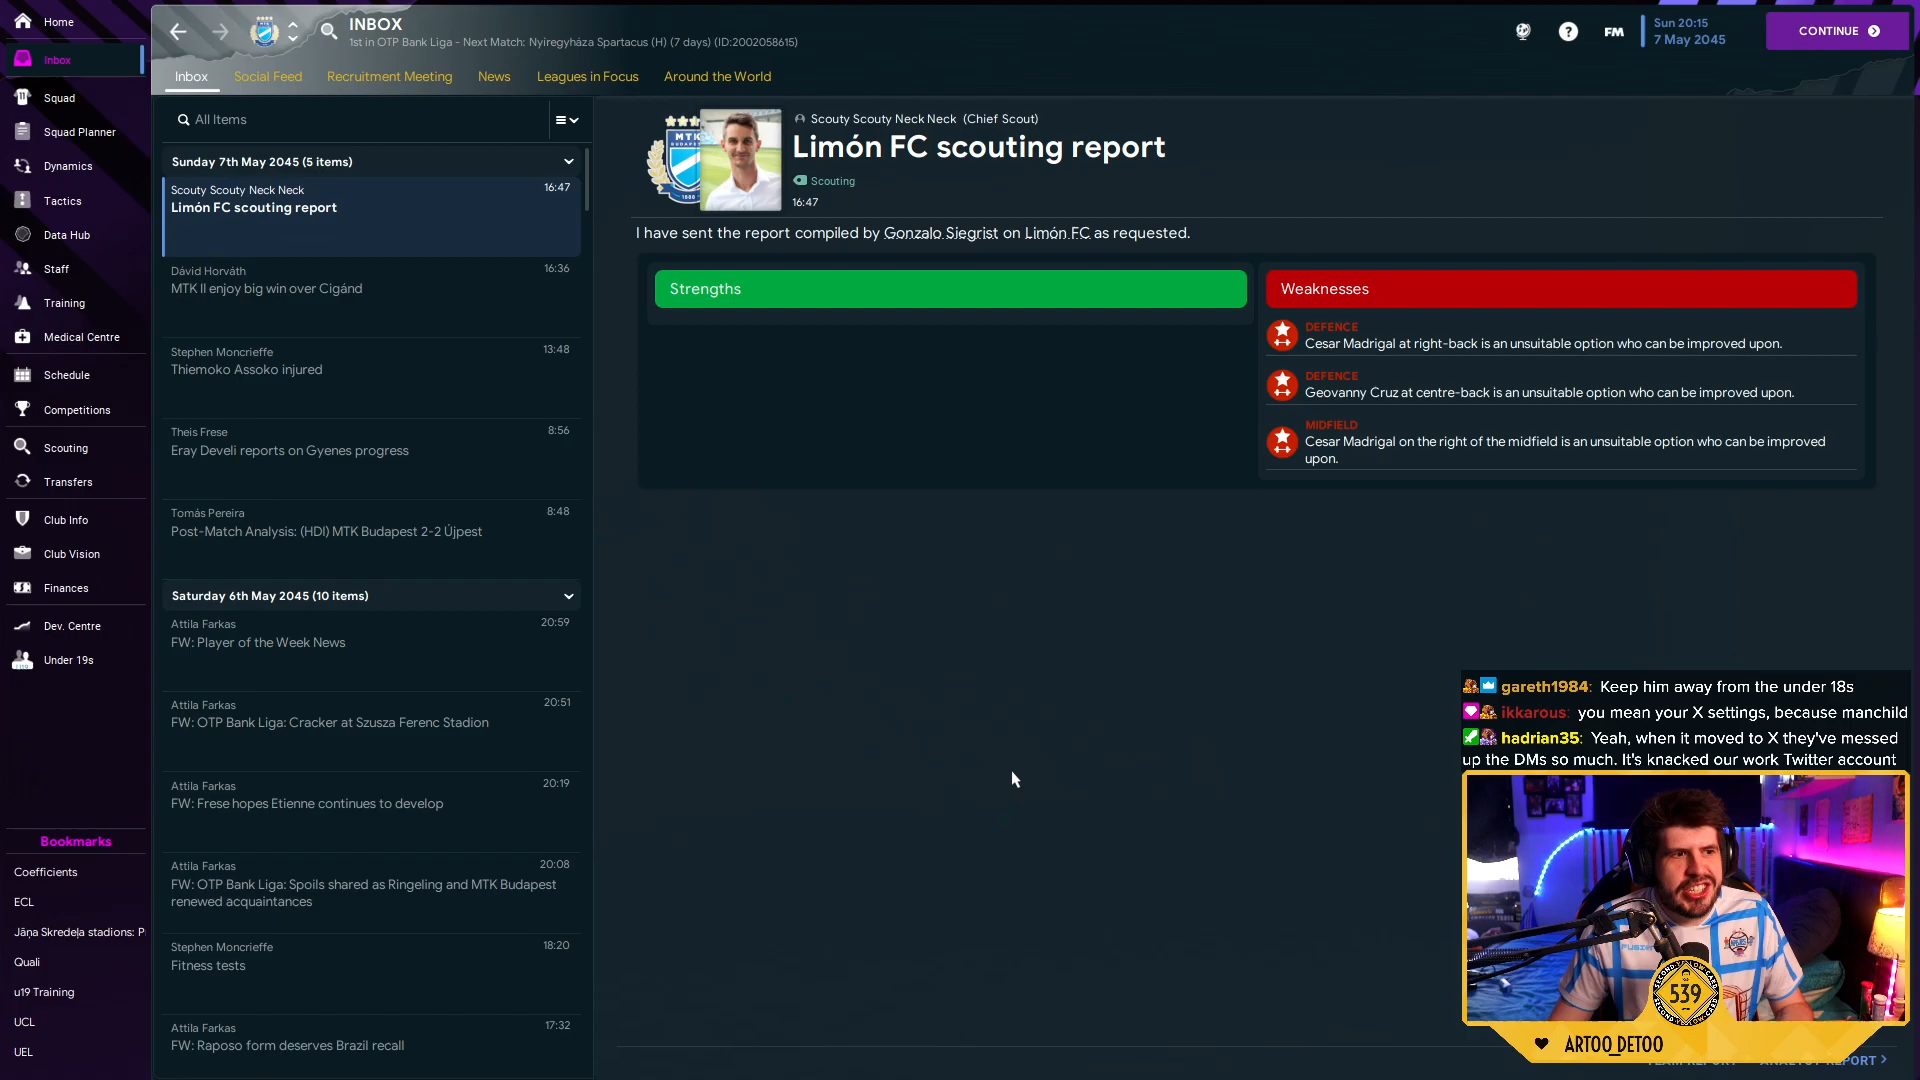 Home
Inbox
Squad
Squad Planner
Dynamics
Tactics
Data Hub
Staff
Training
Medical Centre
Schedule
Competitions
Scouting
Transfers
Club Info
Club Vision
Finances
Dev. Centre
Under 19s
Bookmarks
Coefficients
ECL
Jāņa Skredeļa stadions: P
Quali
u19 Training
UCL
UEL
INBOX
1st in OTP Bank Liga - Next Match: Nyíregyháza Spartacus (H) (7 days) (ID:2002058615)
FM
Sun 20:15
7 May 2045
CONTINUE
Inbox Social Feed Recruitment Meeting News Leagues in Focus Around the World
All Items
Sunday 7th May 2045 (5 items)
Scouty Scouty Neck Neck 16:47
Limón FC scouting report
Dávid Horváth 16:36
MTK II enjoy big win over Cigánd
Stephen Moncrieffe 13:48
Thiemoko Assoko injured
Theis Frese 8:56
Eray Develi reports on Gyenes progress
Tomás Pereira 8:48
Post-Match Analysis: (HDI) MTK Budapest 2-2 Újpest
Saturday 6th May 2045 (10 items)
Attila Farkas 20:59
FW: Player of the Week News
Attila Farkas 20:51
FW: OTP Bank Liga: Cracker at Szusza Ferenc Stadion
Attila Farkas 20:19
FW: Frese hopes Etienne continues to develop
Attila Farkas 20:08
FW: OTP Bank Liga: Spoils shared as Ringeling and MTK Budapest
renewed acquaintances
Stephen Moncrieffe 18:20
Fitness tests
Attila Farkas 17:32
FW: Raposo form deserves Brazil recall
MTK
Scouty Scouty Neck Neck (Chief Scout)
Limón FC scouting report
Scouting
16:47
I have sent the report compiled by Gonzalo Siegrist on Limón FC as requested.
Strengths
Weaknesses
DEFENCE
Cesar Madrigal at right-back is an unsuitable option who can be improved upon.
DEFENCE
Geovanny Cruz at centre-back is an unsuitable option who can be improved upon.
MIDFIELD
Cesar Madrigal on the right of the midfield is an unsuitable option who can be improved
upon.
gareth1984: Keep him away from the under 18s
ikkarous: you mean your X settings, because manchild
hadrian35: Yeah, when it moved to X they've messed
up the DMs so much. It's knacked our work Twitter account
539
ARTOO_DETOO